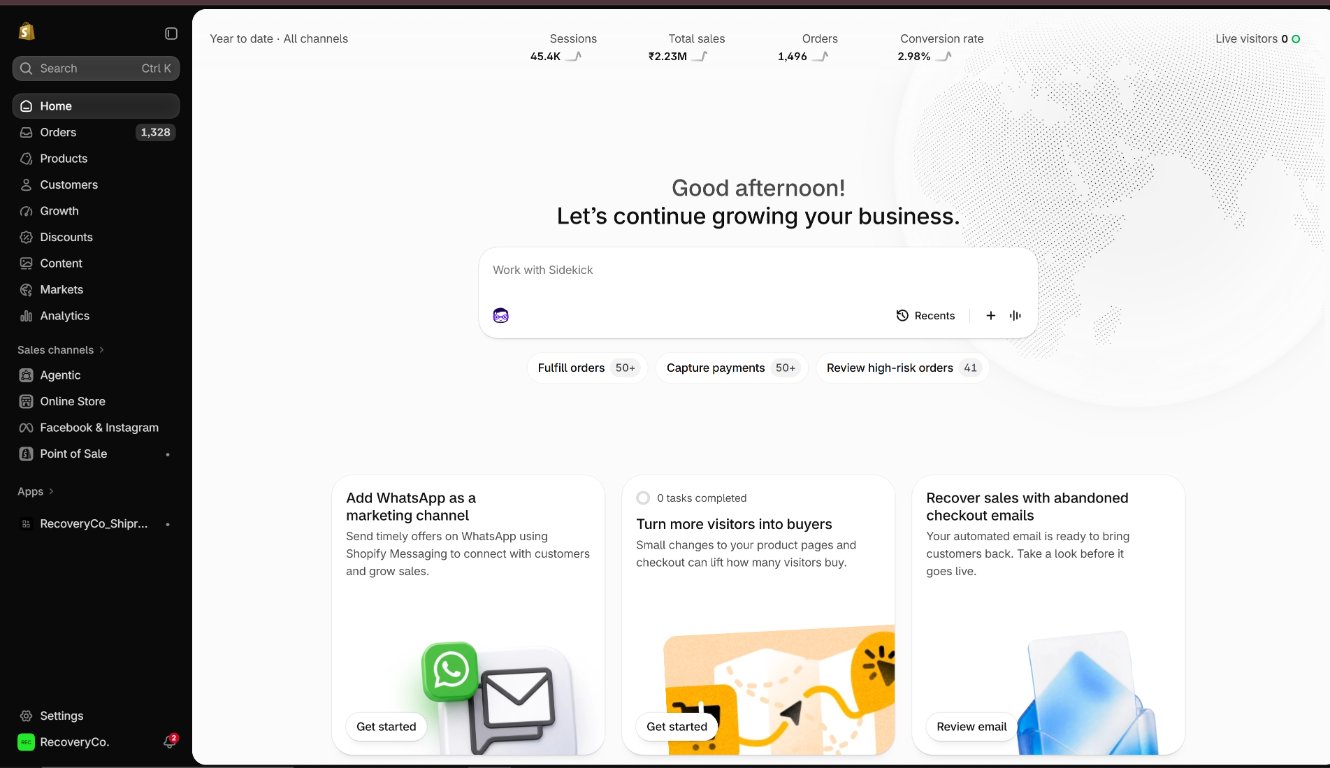 Search Ctrl K
Home
Orders 1,328
Products
Customers
Growth
Discounts
Content
Markets
Analytics
Sales channels
Agentic
Online Store
Facebook & Instagram
Point of Sale
Apps
RecoveryCo_Shipr...
Settings
REC RecoveryCo. 2
Year to date · All channels
Sessions
45.4K
Total sales
₹2.23M
Orders
1,496
Conversion rate
2.98%
Live visitors 0
Good afternoon!
Let’s continue growing your business.
Work with Sidekick
Recents
Fulfill orders 50+
Capture payments 50+
Review high-risk orders 41
Add WhatsApp as a
marketing channel
Send timely offers on WhatsApp using
Shopify Messaging to connect with customers
and grow sales.
Get started
0 tasks completed
Turn more visitors into buyers
Small changes to your product pages and
checkout can lift how many visitors buy.
Get started
Recover sales with abandoned
checkout emails
Your automated email is ready to bring
customers back. Take a look before it
goes live.
Review email